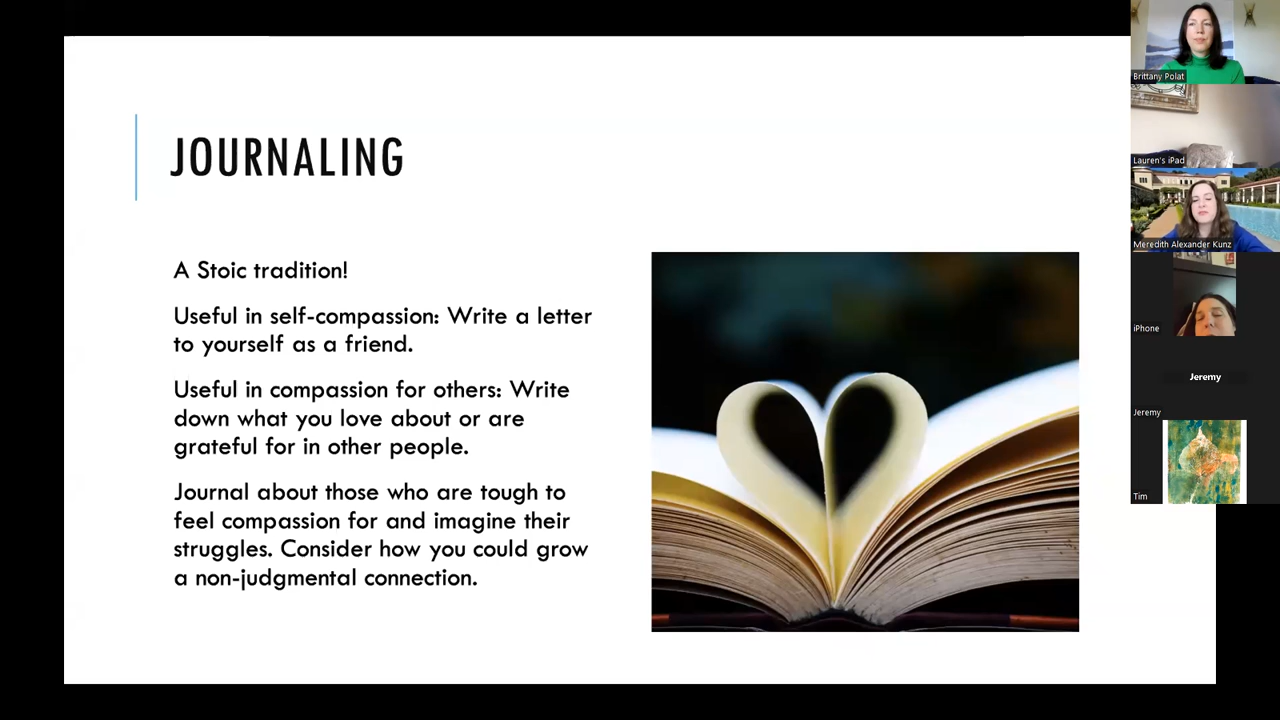 JOURNALING
A Stoic tradition!
Useful in self-compassion: Write a letter
to yourself as a friend.
Useful in compassion for others: Write
down what you love about or are
grateful for in other people.
Journal about those who are tough to
feel compassion for and imagine their
struggles. Consider how you could grow
a non-judgmental connection.
Brittany Polat
Lauren's iPad
Meredith Alexander Kunz
iPhone
Jeremy
Jeremy
Tim